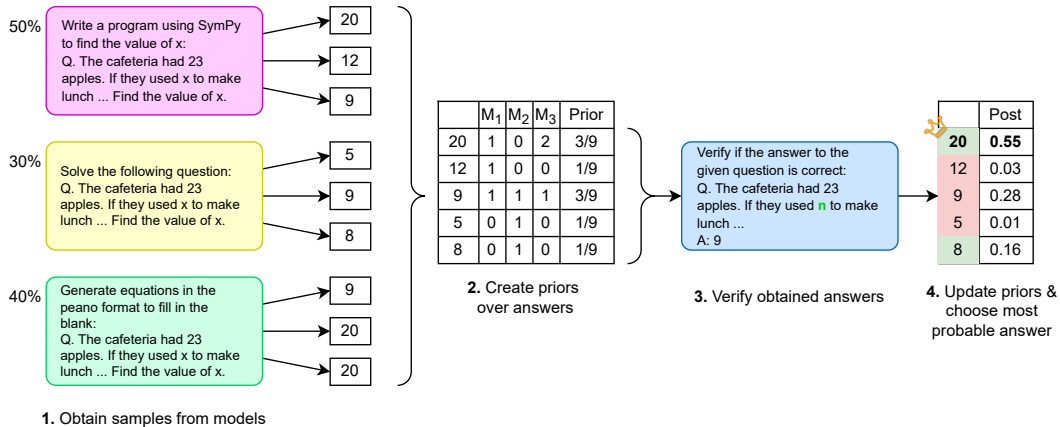 50%
Write a program using SymPy
to find the value of x:
Q. The cafeteria had 23
apples. If they used x to make
lunch ... Find the value of x.
20
12
9
30%
Solve the following question:
Q. The cafeteria had 23
apples. If they used x to make
lunch ... Find the value of x.
5
9
8
40%
Generate equations in the
peano format to fill in the
blank:
Q. The cafeteria had 23
apples. If they used x to make
lunch ... Find the value of x.
9
20
20
1. Obtain samples from models
M1 M2 M3 Prior
20 1 0 2 3/9
12 1 0 0 1/9
9 1 1 1 3/9
5 0 1 0 1/9
8 0 1 0 1/9
2. Create priors
over answers
Verify if the answer to the
given question is correct:
Q. The cafeteria had 23
apples. If they used n to make
lunch ...
A: 9
3. Verify obtained answers
Post
20 0.55
12 0.03
9 0.28
5 0.01
8 0.16
4. Update priors &
choose most
probable answer